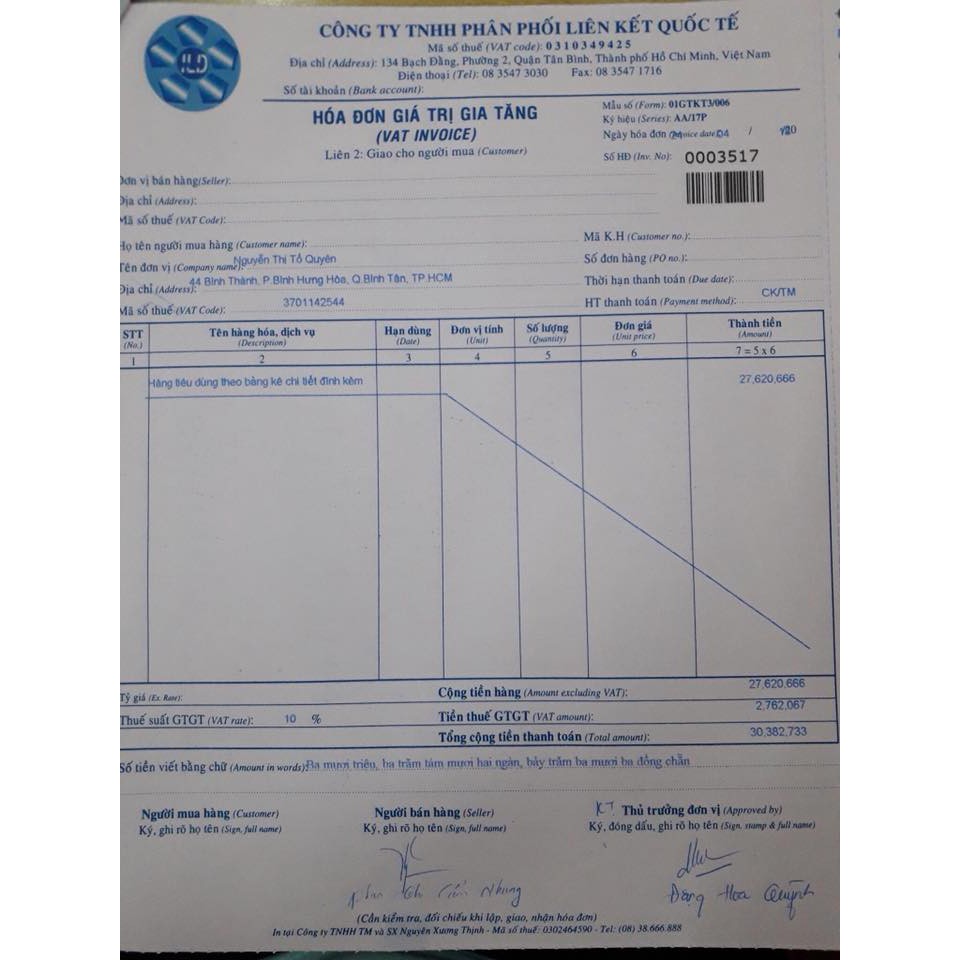 ILD
CÔNG TY TNHH PHÂN PHỐI LIÊN KẾT QUỐC TẾ
Mã số thuế (VAT code): 0310349425
Địa chỉ (Address): 134 Bạch Đằng, Phường 2, Quận Tân Bình, Thành phố Hồ Chí Minh, Việt Nam
Điện thoại (Tel): 08 3547 3030 Fax: 08 3547 1716
Số tài khoản (Bank account):
HÓA ĐƠN GIÁ TRỊ GIA TĂNG
(VAT INVOICE)
Liên 2: Giao cho người mua (Customer)
Mẫu số (Form): 01GTKT3/006
Ký hiệu (Series): AA/17P
Ngày hóa đơn 04 /
Số HĐ (Inv. No): 0003517
Đơn vị bán hàng(Seller):
Địa chỉ (Address):
Mã số thuế (VAT Code):
Họ tên người mua hàng (Customer name):
Mã K.H (Customer no.):
Tên đơn vị (Company name): Nguyễn Thị Tố Quyên
Số đơn hàng (PO no.):
Địa chỉ (Address): 44 Bình Thành, P.Bình Hưng Hòa, Q.Bình Tân, TP.HCM
Thời hạn thanh toán (Due date):
Mã số thuế (VAT Code): 3701142544
HT thanh toán (Payment method): CK/TM
STT Tên hàng hóa, dịch vụ Hạn dùng Đơn vị tính Số lượng Đơn giá Thành tiền
(No.) (Description) (Date) (Unit) (Quantity) (Unit price) (Amount)
1 2 3 4 5 6 7 = 5 x 6
Hàng tiêu dùng theo bảng kê chi tiết đính kèm 27,620,666
Tỷ giá (Ex. Rate):
Cộng tiền hàng (Amount excluding VAT): 27,620,666
Thuế suất GTGT (VAT rate): 10 %
Tiền thuế GTGT (VAT amount): 2,762,067
Tổng cộng tiền thanh toán (Total amount): 30,382,733
Số tiền viết bằng chữ (Amount in words): Ba mươi triệu, ba trăm tám mươi hai ngàn, bảy trăm ba mươi ba đồng chẵn
Người mua hàng (Customer) Người bán hàng (Seller) KT Thủ trưởng đơn vị (Approved by)
Ký, ghi rõ họ tên (Sign, full name) Ký, ghi rõ họ tên (Sign, full name) Ký, đóng dấu, ghi rõ họ tên (Sign, stamp & full name)
Nhung Đặng Hoa Quỳnh
(Cần kiểm tra, đối chiếu khi lập, giao, nhận hóa đơn)
In tại Công ty TNHH TM và SX Nguyên Xương Thịnh - Mã số thuế: 0302464590 - Tel: (08) 38.666.888